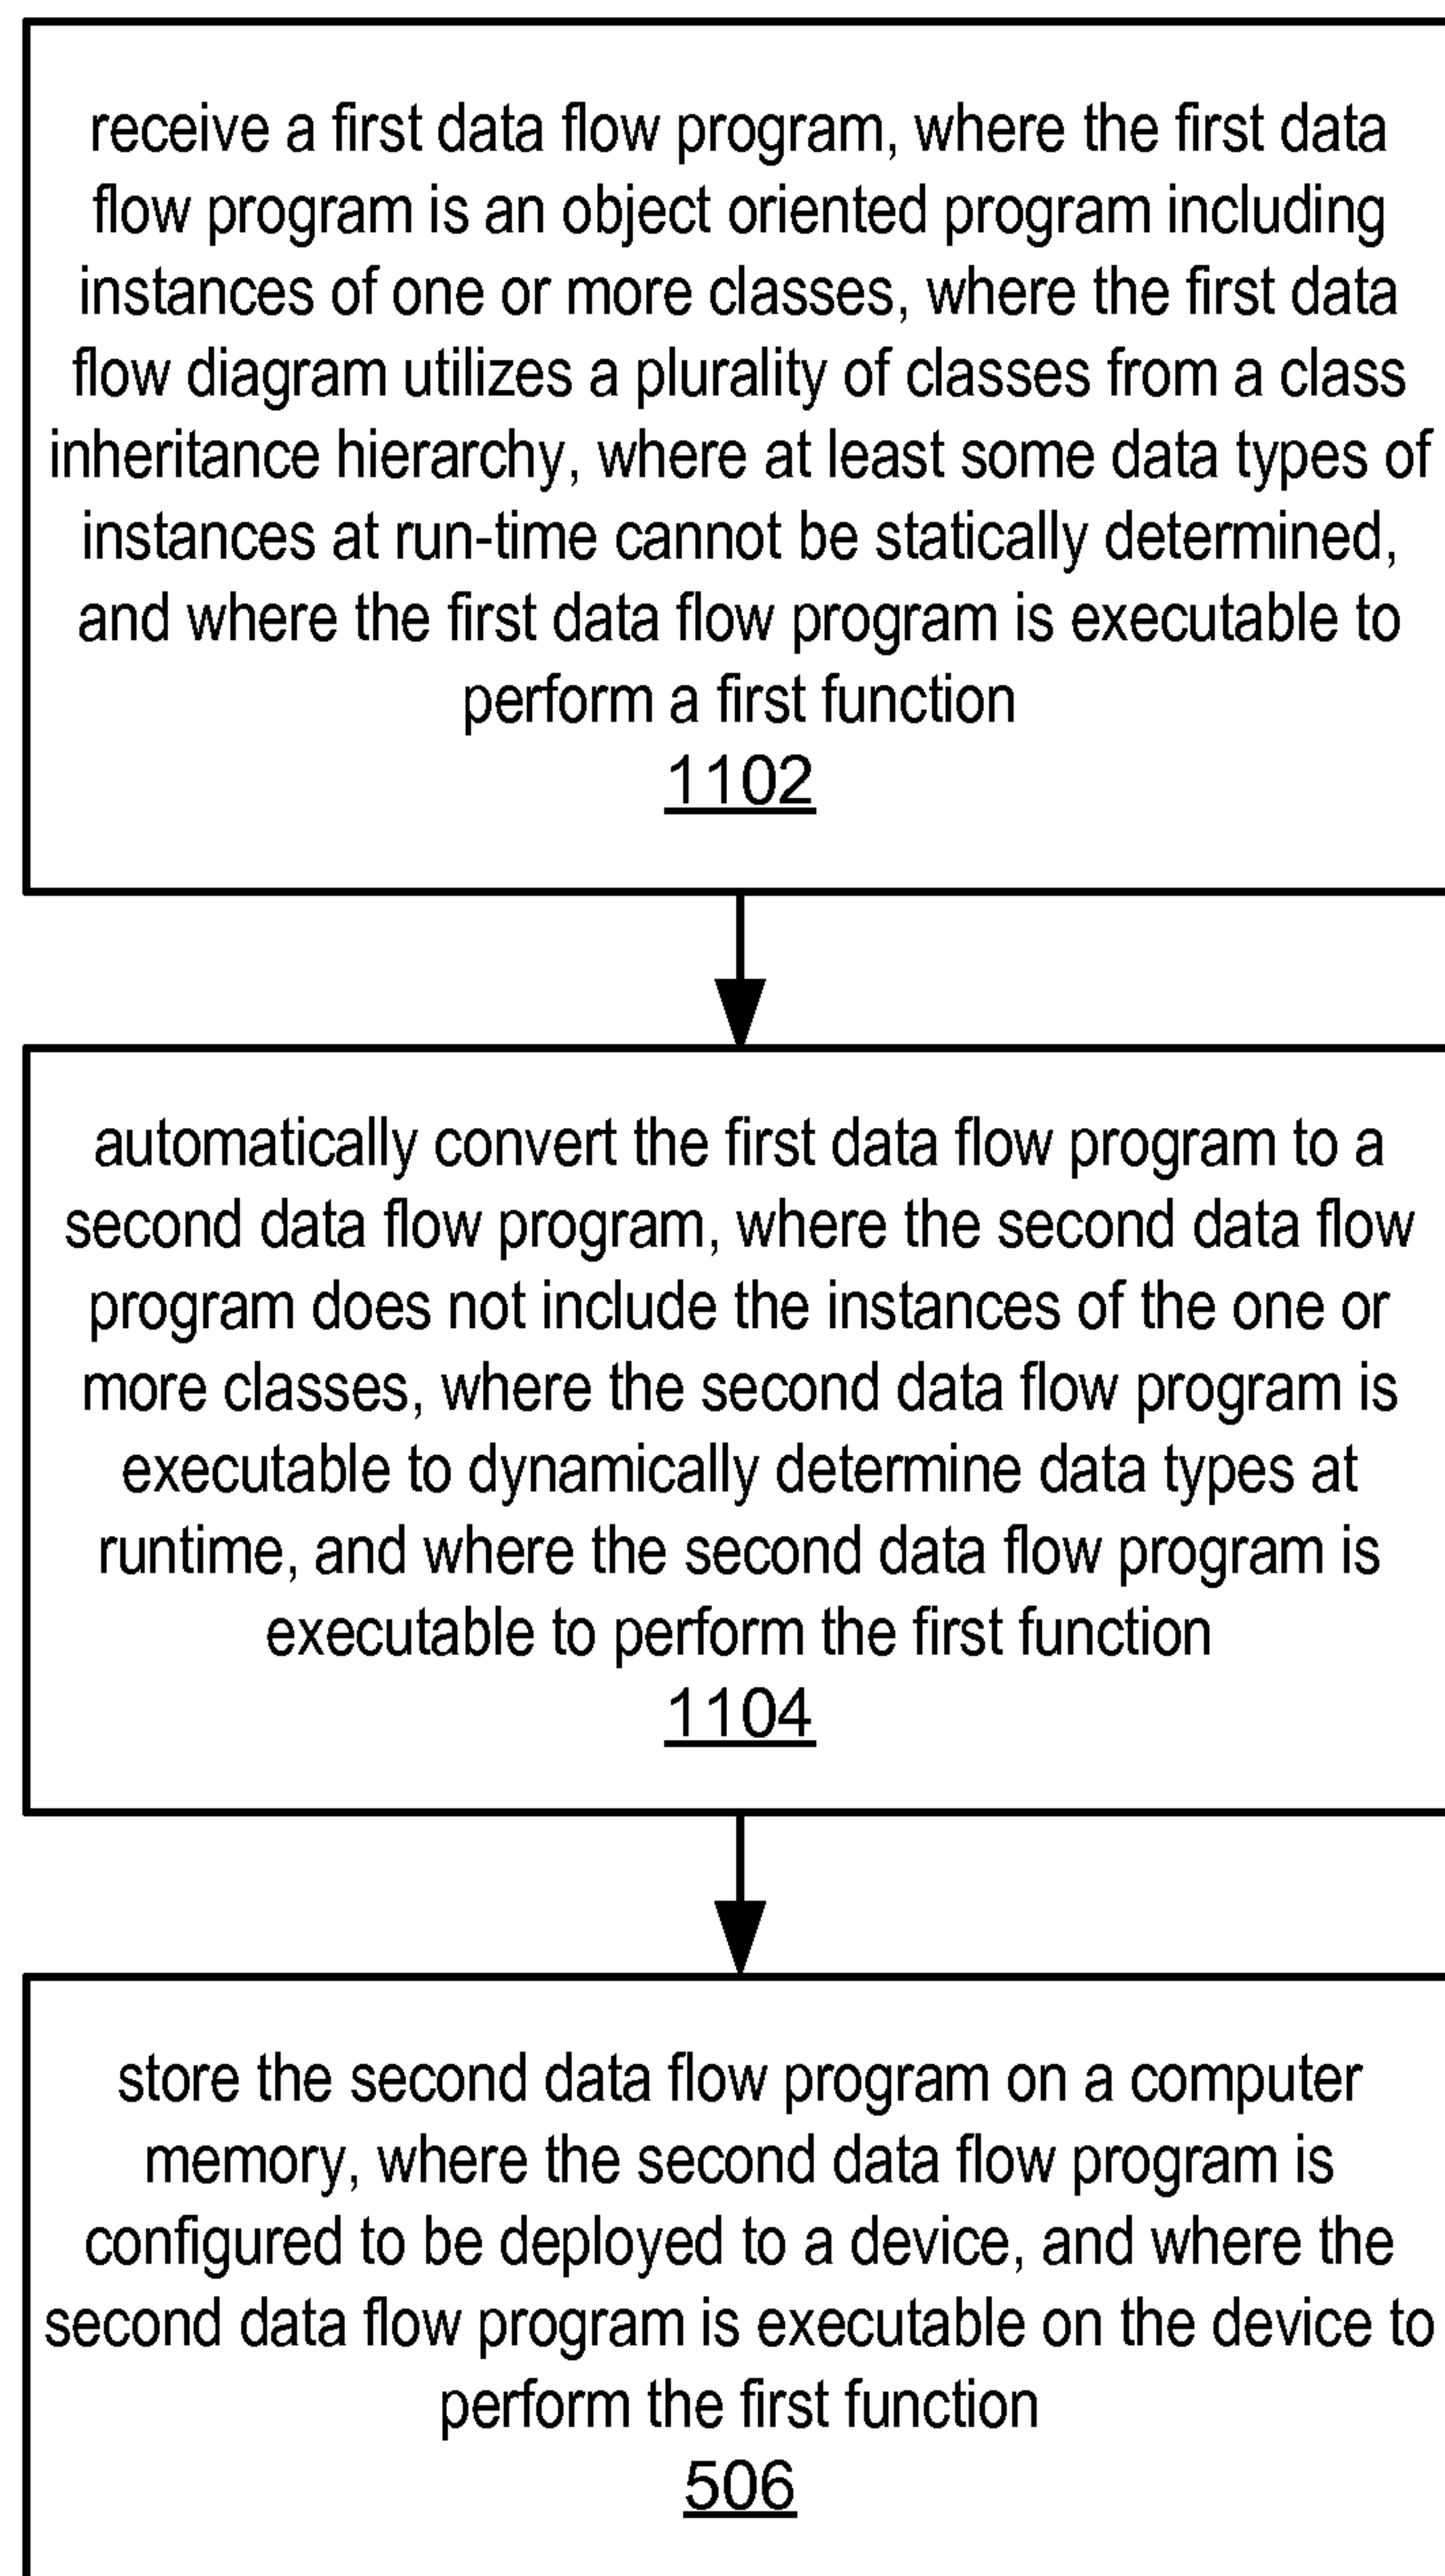 receive a first data flow program, where the first data
flow program is an object oriented program including
instances of one or more classes, where the first data
flow diagram utilizes a plurality of classes from a class
inheritance hierarchy, where at least some data types of
instances at run-time cannot be statically determined,
and where the first data flow program is executable to
perform a first function
1102
automatically convert the first data flow program to a
second data flow program, where the second data flow
program does not include the instances of the one or
more classes, where the second data flow program is
executable to dynamically determine data types at
runtime, and where the second data flow program is
executable to perform the first function
1104
store the second data flow program on a computer
memory, where the second data flow program is
configured to be deployed to a device, and where the
second data flow program is executable on the device to
perform the first function
506